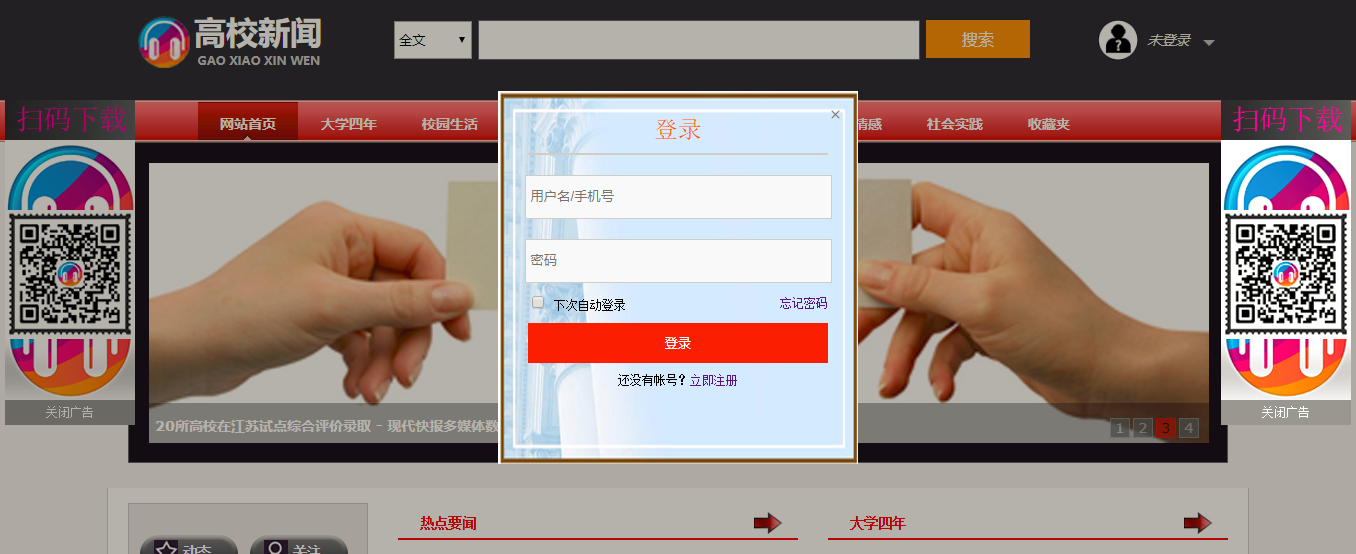 高校新闻
GAO XIAO XIN WEN
全文
搜索
未登录
扫码下载
网站首页
大学四年
校园生活
情感
社会实践
收藏夹
扫码下载
登录
×
用户名/手机号
密码
下次自动登录
忘记密码
登录
还没有帐号？立即注册
关闭广告
关闭广告
20所高校在江苏试点综合评价录取 - 现代快报多媒体数
1 2 3 4
热点要闻
大学四年
动态
关注